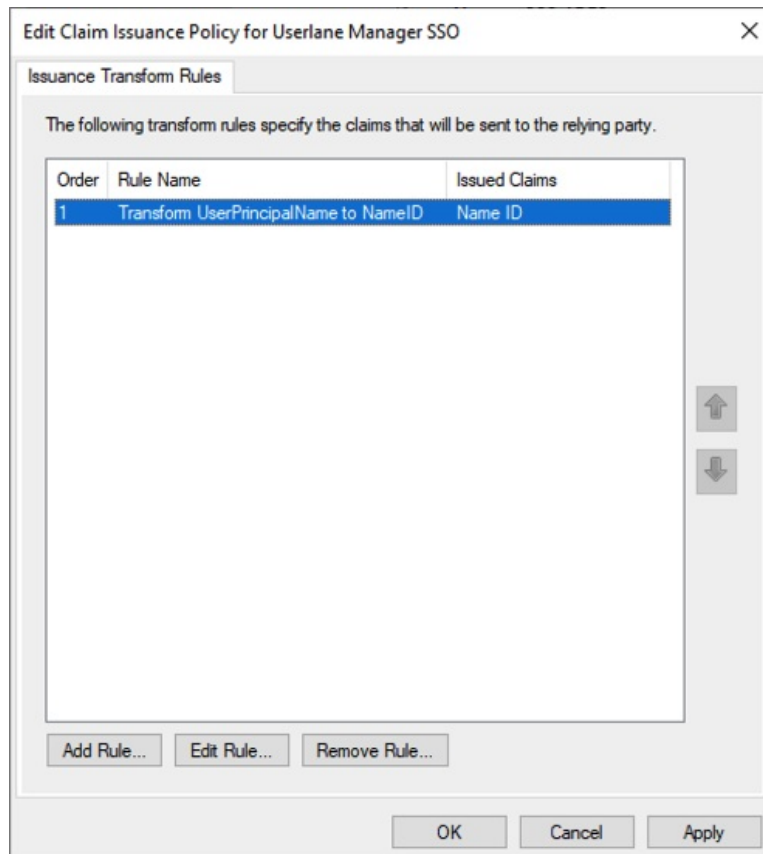 Edit Claim Issuance Policy for Userlane Manager SSO
Issuance Transform Rules
The following transform rules specify the claims that will be sent to the relying party.
Order Rule Name Issued Claims
1 Transform UserPrincipalName to NameID Name ID
Add Rule... Edit Rule... Remove Rule...
OK Cancel Apply